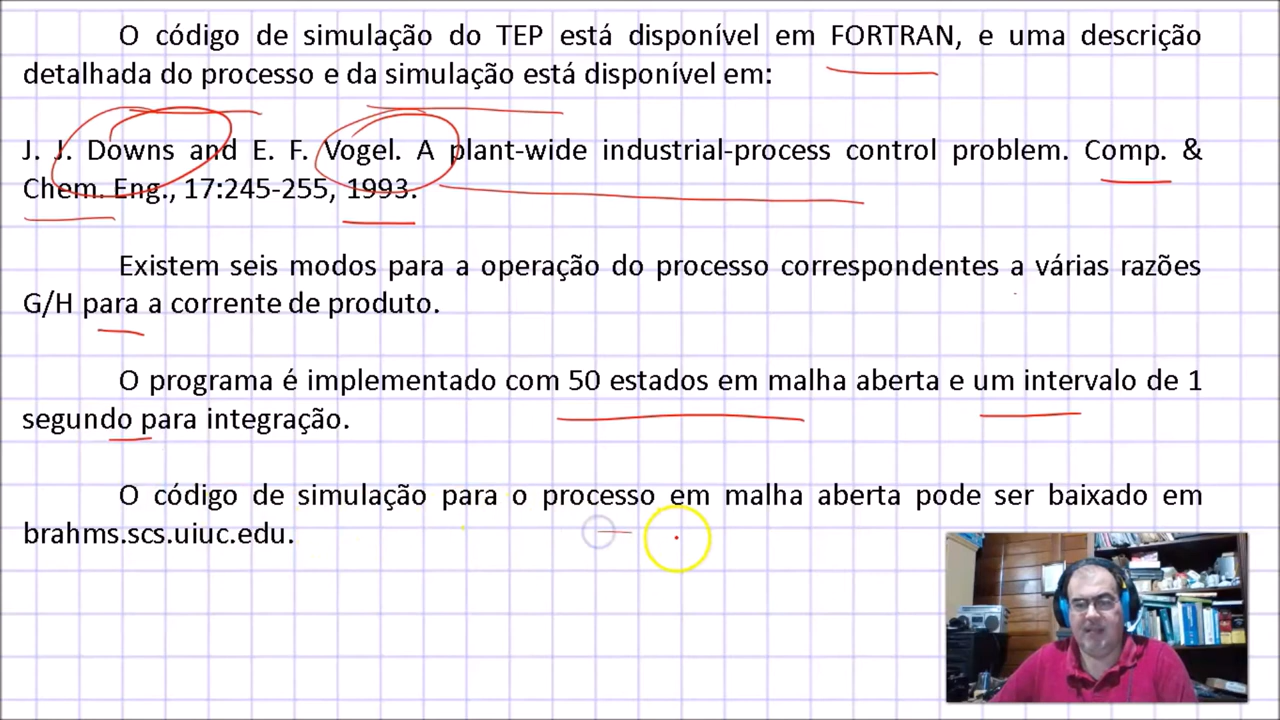 O código de simulação do TEP está disponível em FORTRAN, e uma descrição
detalhada do processo e da simulação está disponível em:
J. J. Downs and E. F. Vogel. A plant-wide industrial-process control problem. Comp. &
Chem. Eng., 17:245-255, 1993.
Existem seis modos para a operação do processo correspondentes a várias razões
G/H para a corrente de produto.
O programa é implementado com 50 estados em malha aberta e um intervalo de 1
segundo para integração.
O código de simulação para o processo em malha aberta pode ser baixado em
brahms.scs.uiuc.edu.